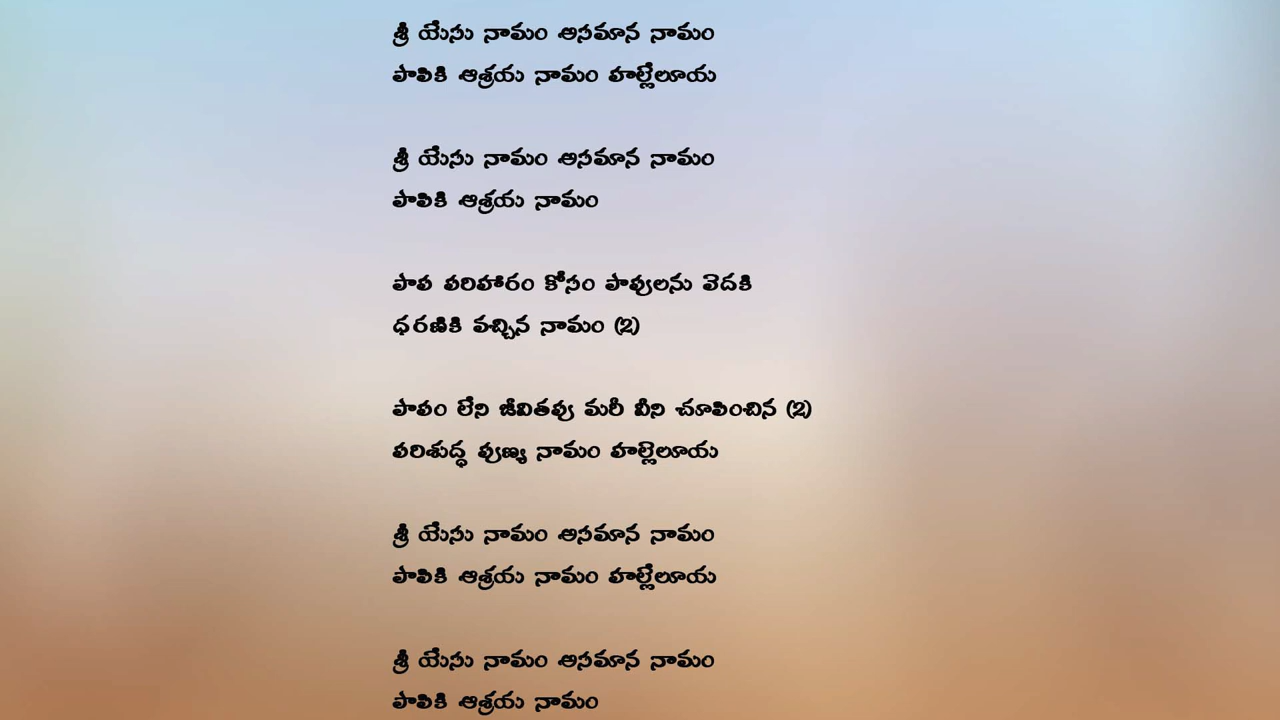 శ్రీ యేసు నామం అసమాన నామం
పాపికి ఆశ్రయ నామం హల్లేలూయ
శ్రీ యేసు నామం అసమాన నామం
పాపికి ఆశ్రయ నామం
పాప పరిహారం కోసం పాపులను వెదకి
ధరణికి వచ్చిన నామం (2)
పాపం లేని జీవితపు మరీ వీని చూపించిన (2)
పరిశుద్ధ పుణ్య నామం హల్లెలూయ
శ్రీ యేసు నామం అసమాన నామం
పాపికి ఆశ్రయ నామం హల్లేలూయ
శ్రీ యేసు నామం అసమాన నామం
పాపికి ఆశ్రయ నామం